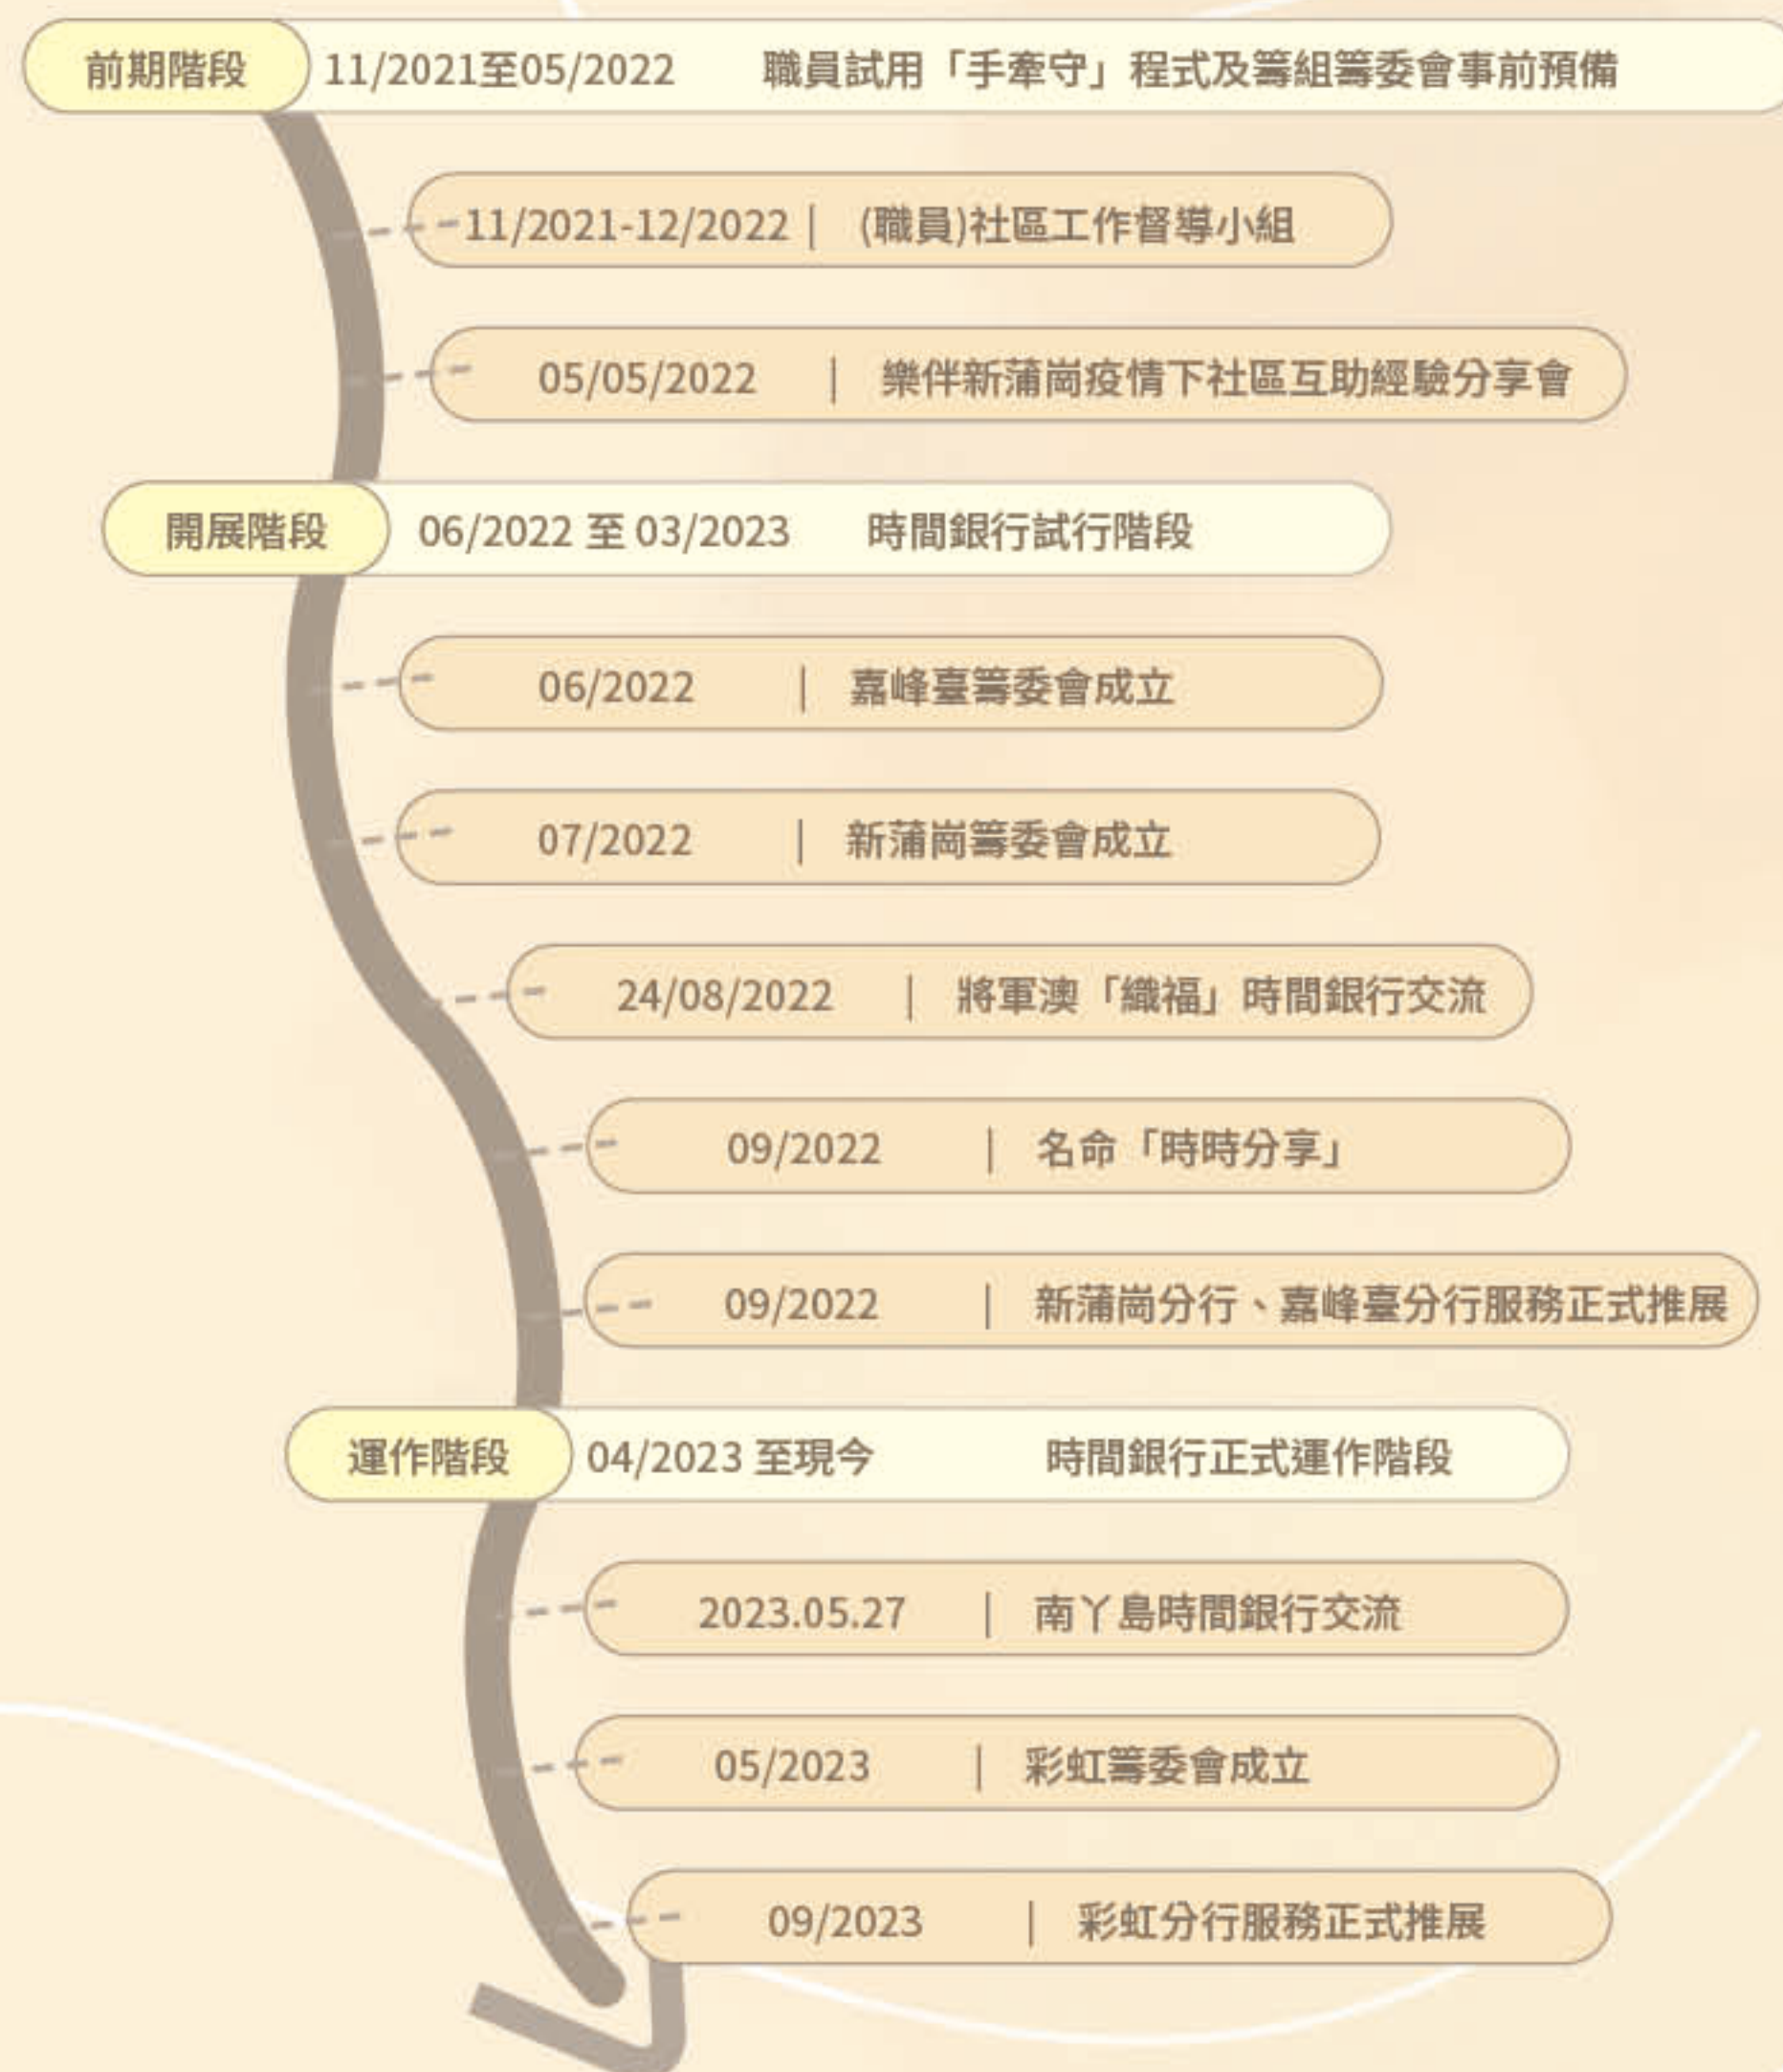 前期階段 11/2021至05/2022 職員試用「手牽守」程式及籌組籌委會事前預備
11/2021-12/2022 | (職員)社區工作督導小組
05/05/2022 | 樂伴新蒲崗疫情下社區互助經驗分享會
開展階段 06/2022 至 03/2023 時間銀行試行階段
06/2022 | 嘉峰臺籌委會成立
07/2022 | 新蒲崗籌委會成立
24/08/2022 | 將軍澳「織福」時間銀行交流
09/2022 | 名命「時時分享」
09/2022 | 新蒲崗分行、嘉峰臺分行服務正式推展
運作階段 04/2023 至現今 時間銀行正式運作階段
2023.05.27 | 南丫島時間銀行交流
05/2023 | 彩虹籌委會成立
09/2023 | 彩虹分行服務正式推展